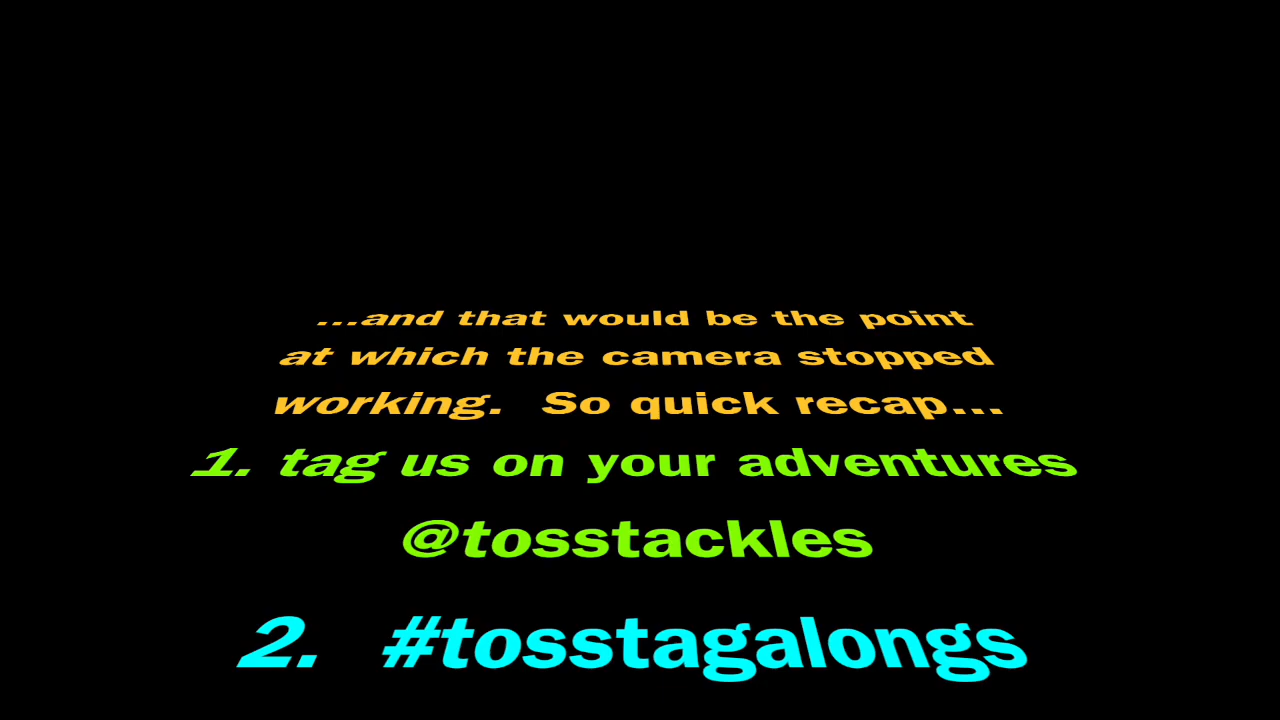 ...and that would be the point
at which the camera stopped
working.  So quick recap...
1. tag us on your adventures
@tosstackles
2.  #tosstagalongs